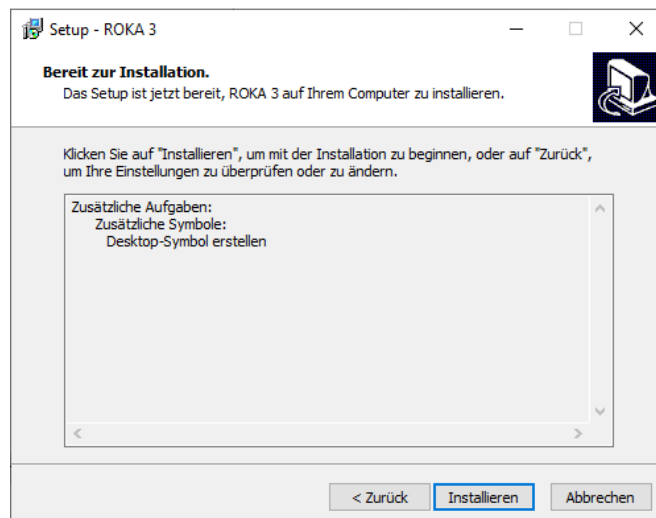 Setup - ROKA 3
Bereit zur Installation.
Das Setup ist jetzt bereit, ROKA 3 auf Ihrem Computer zu installieren.
Klicken Sie auf "Installieren", um mit der Installation zu beginnen, oder auf "Zurück",
um Ihre Einstellungen zu überprüfen oder zu ändern.
Zusätzliche Aufgaben:
Zusätzliche Symbole:
Desktop-Symbol erstellen
< Zurück Installieren Abbrechen